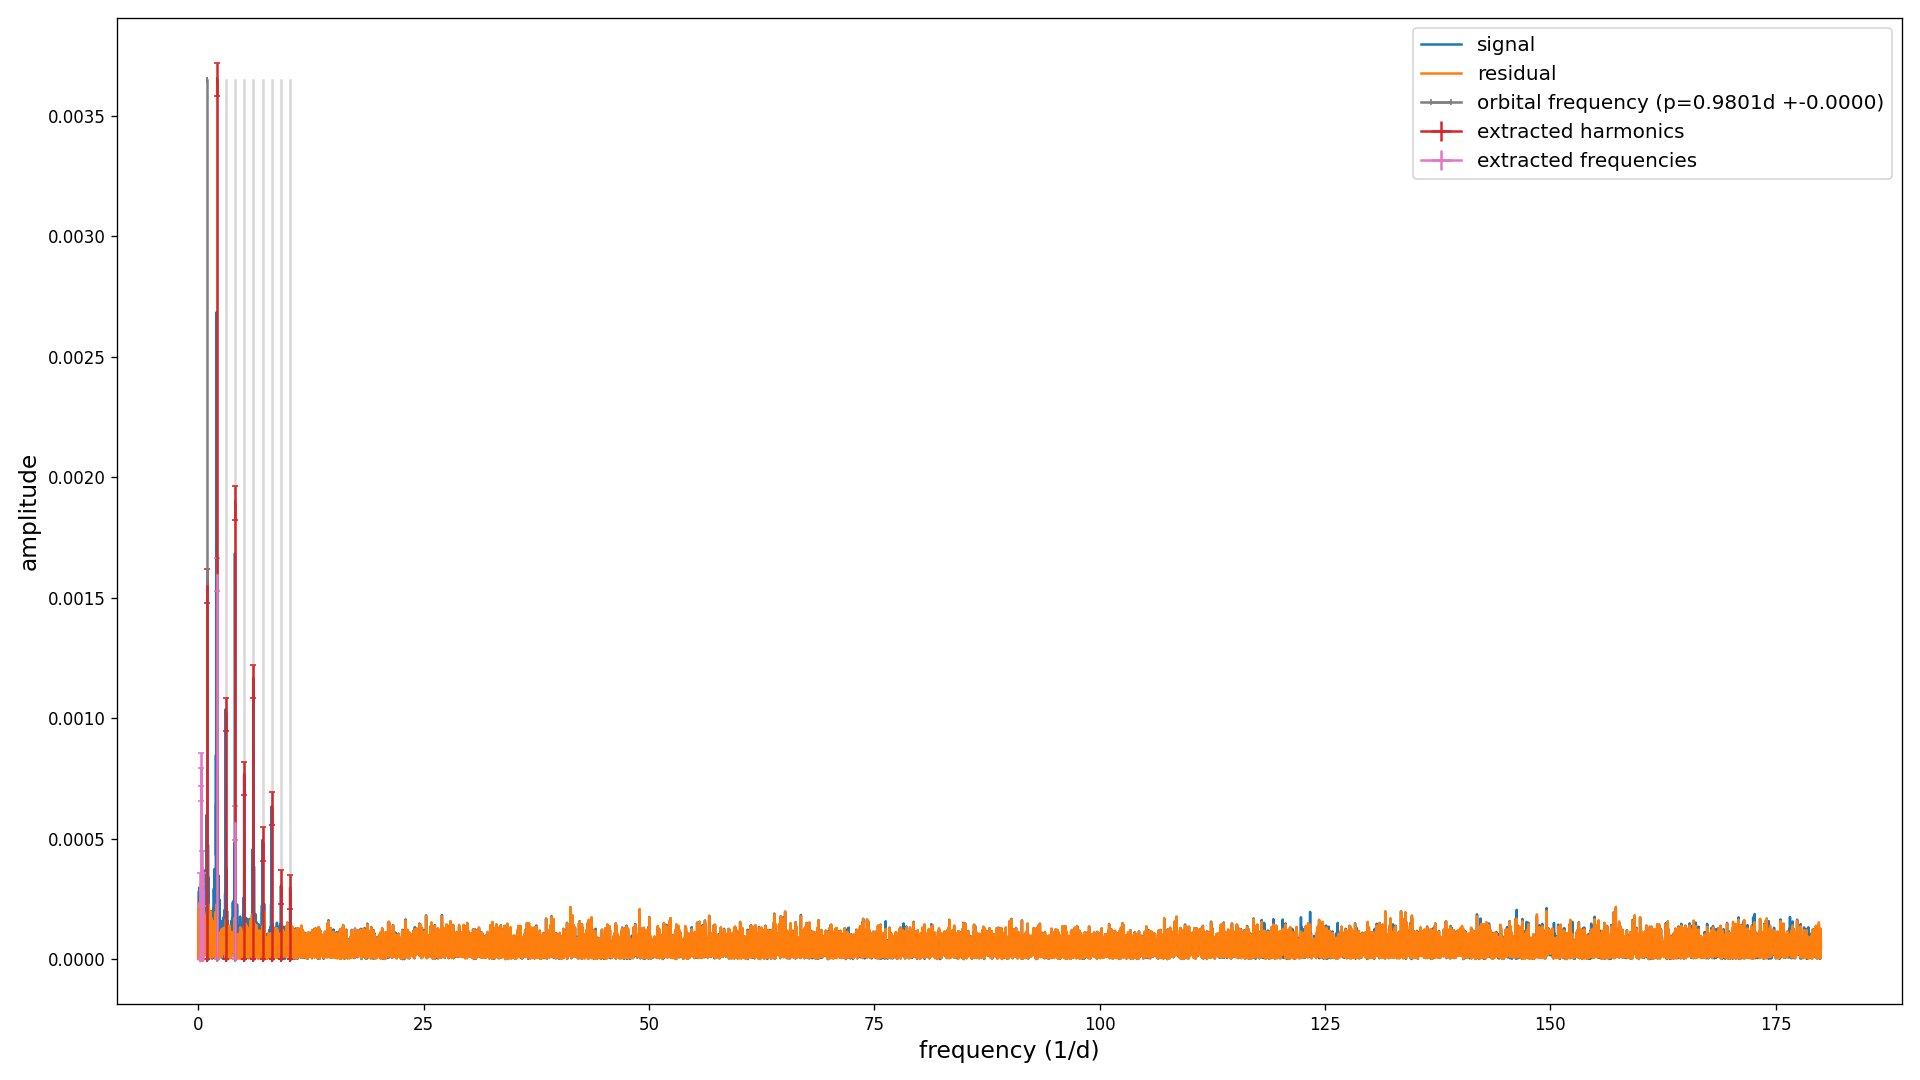 signal
residual
orbital frequency (p=0.9801d +-0.0000)
extracted harmonics
extracted frequencies
0.0035
0.0030
0.0025
0.0020
0.0015
0.0010
0.0005
0.0000
amplitude
0 25 50 75 100 125 150 175
frequency (1/d)